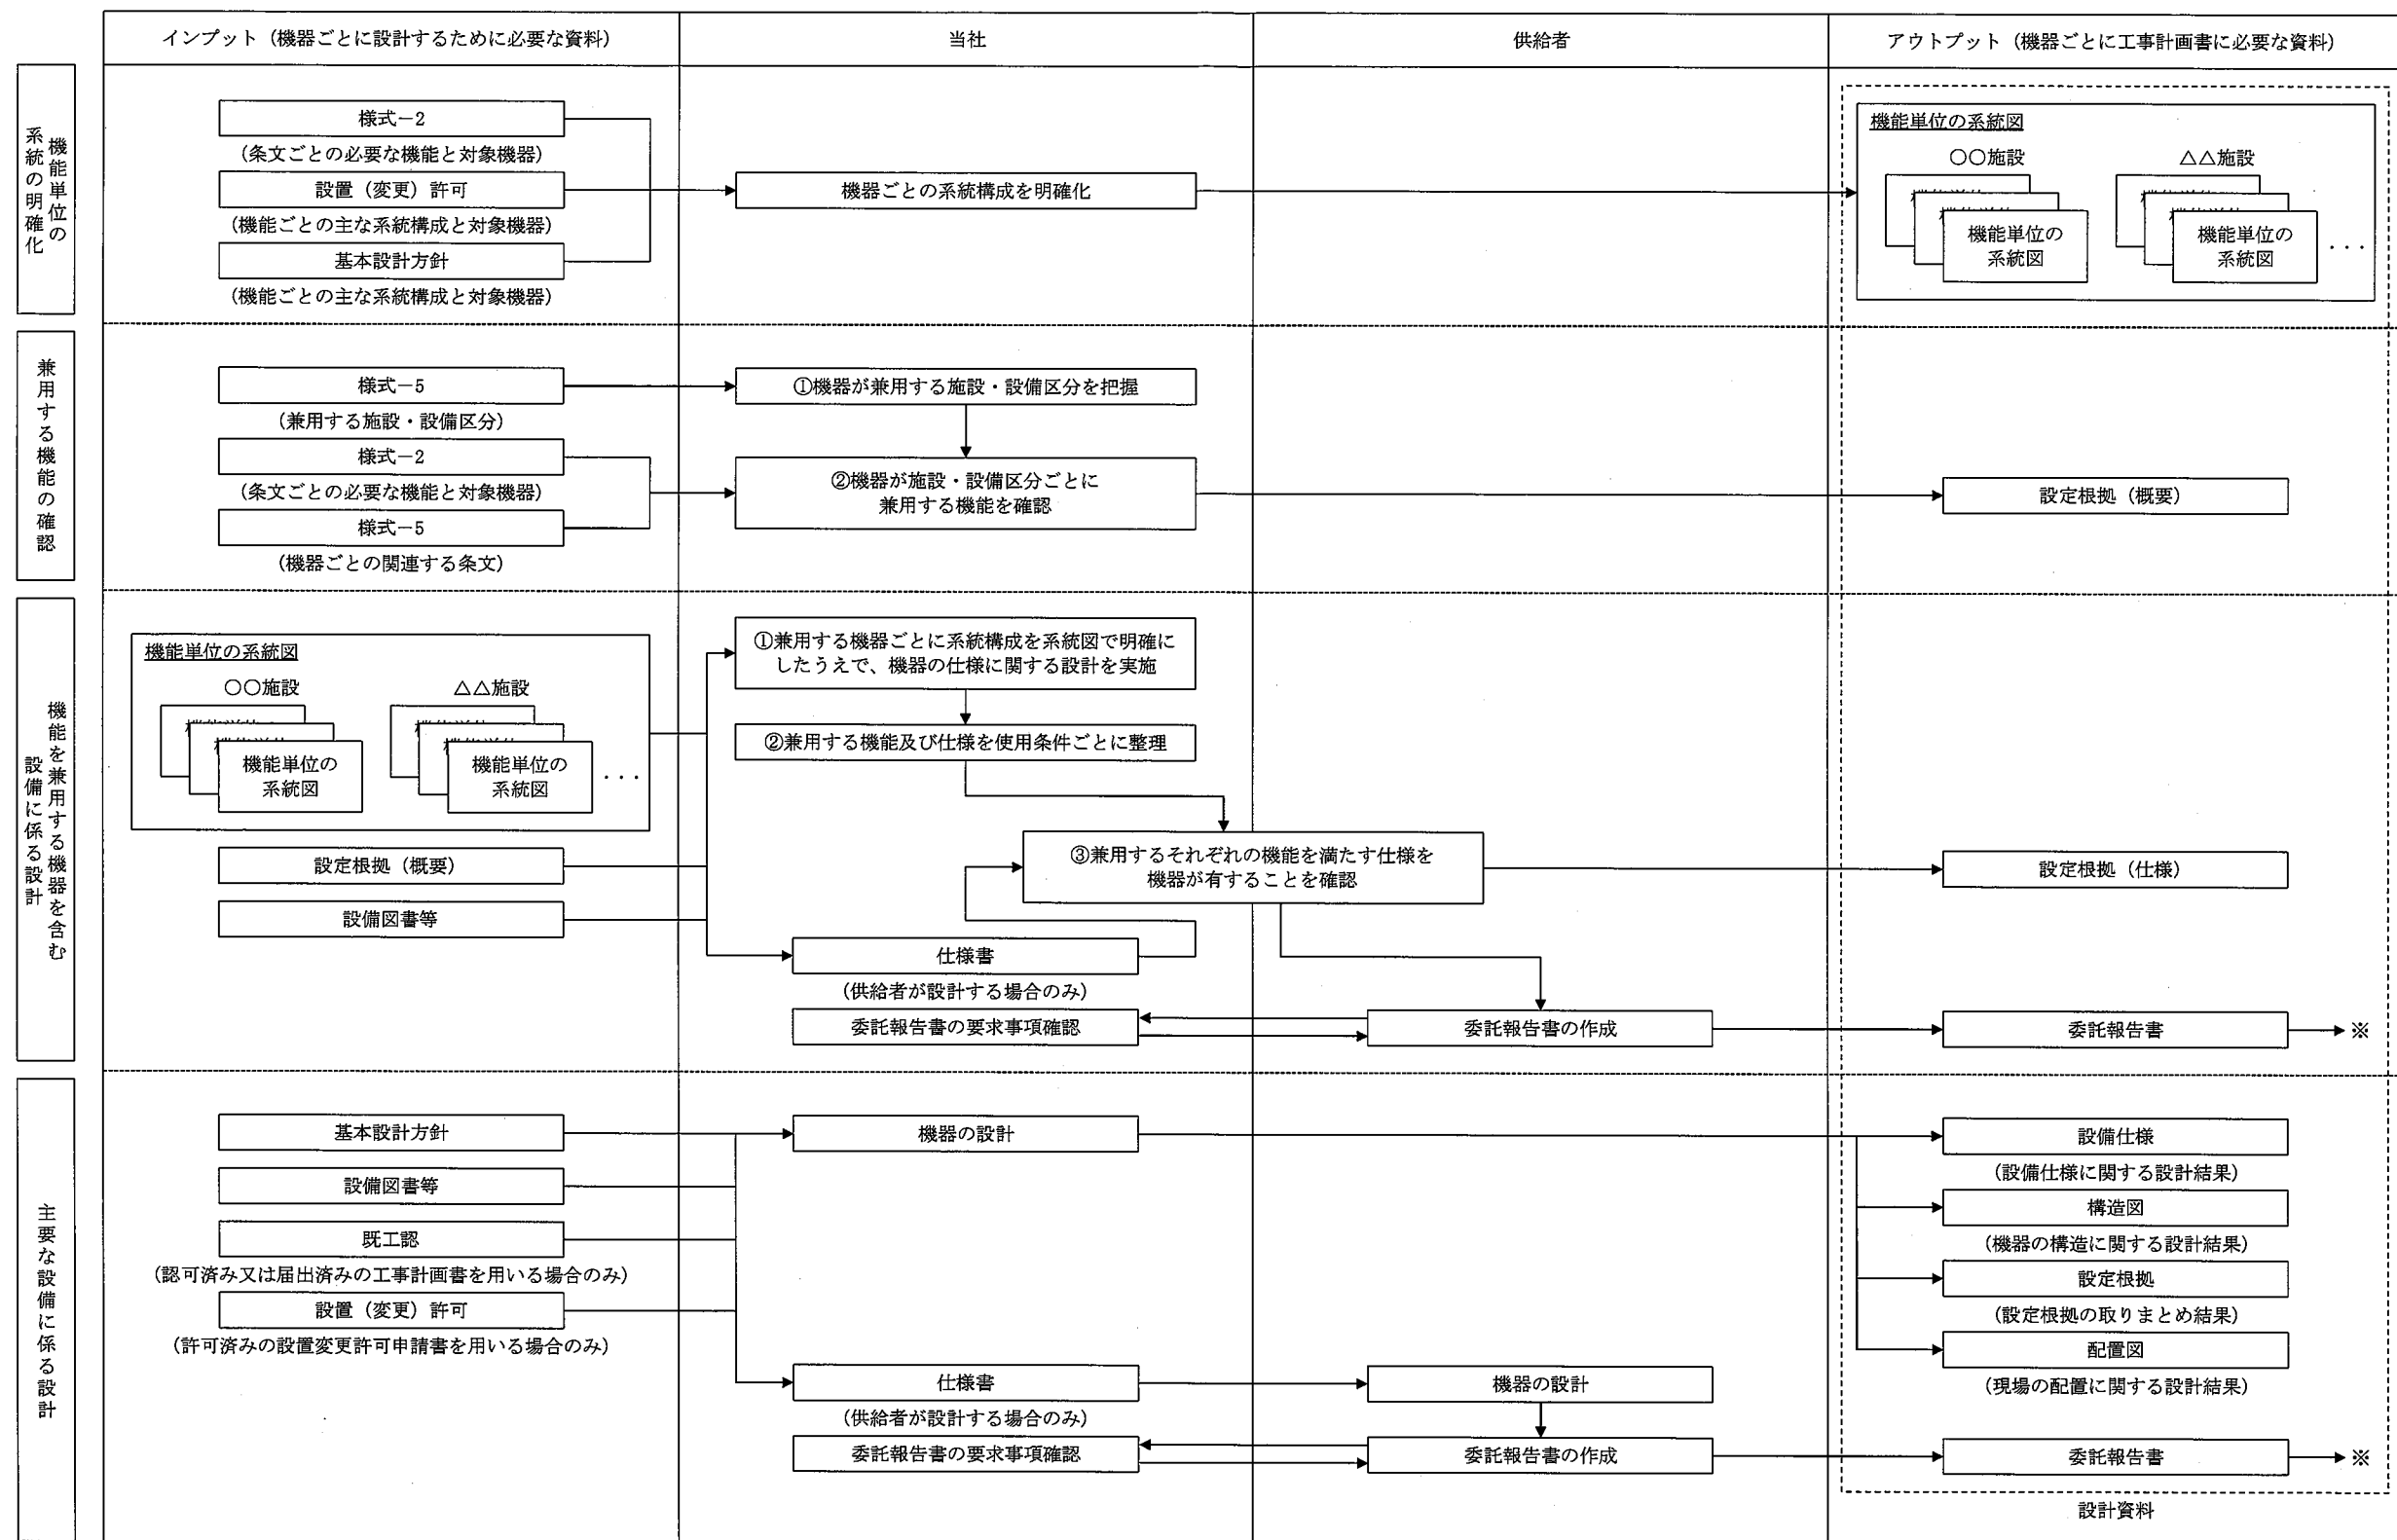 インプット（機器ごとに設計するために必要な資料）
当社
供給者
アウトプット（機器ごとに工事計画書に必要な資料）
機能単位の
系統の明確化
様式－2
（条文ごとの必要な機能と対象機器）
設置（変更）許可
（機能ごとの主な系統構成と対象機器）
基本設計方針
（機能ごとの主な系統構成と対象機器）
機器ごとの系統構成を明確化
機能単位の系統図
〇〇施設
△△施設
機能単位の
系統図
機能単位の
系統図
・・・
兼用する機能の確認
様式－5
（兼用する施設・設備区分）
様式－2
（条文ごとの必要な機能と対象機器）
様式－5
（機器ごとの関連する条文）
①機器が兼用する施設・設備区分を把握
②機器が施設・設備区分ごとに
兼用する機能を確認
設定根拠（概要）
機能を兼用する機器を含む
設備に係る設計
機能単位の系統図
〇〇施設
△△施設
機能単位の
系統図
機能単位の
系統図
・・・
設定根拠（概要）
設備図書等
①兼用する機器ごとに系統構成を系統図で明確に
したうえで、機器の仕様に関する設計を実施
②兼用する機能及び仕様を使用条件ごとに整理
③兼用するそれぞれの機能を満たす仕様を
機器が有することを確認
仕様書
（供給者が設計する場合のみ）
委託報告書の要求事項確認
委託報告書の作成
設定根拠（仕様）
委託報告書
※
主要な設備に係る設計
基本設計方針
設備図書等
既工認
（認可済み又は届出済みの工事計画書を用いる場合のみ）
設置（変更）許可
（許可済みの設置変更許可申請書を用いる場合のみ）
機器の設計
仕様書
（供給者が設計する場合のみ）
委託報告書の要求事項確認
機器の設計
委託報告書の作成
設備仕様
（設備仕様に関する設計結果）
構造図
（機器の構造に関する設計結果）
設定根拠
（設定根拠の取りまとめ結果）
配置図
（現場の配置に関する設計結果）
委託報告書
※
設計資料